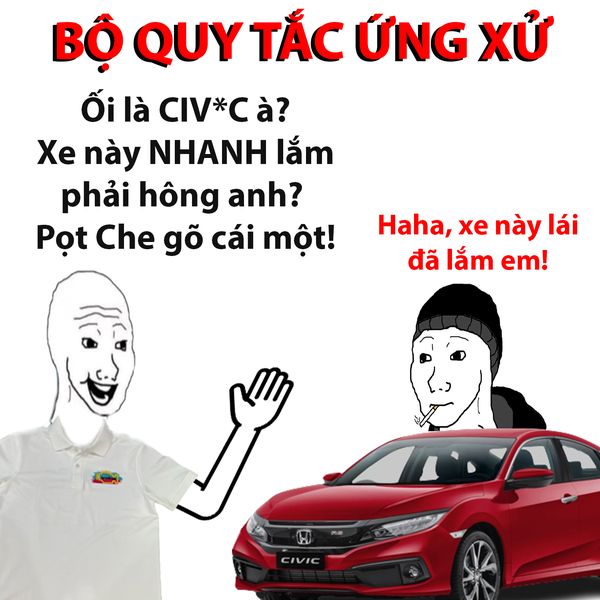 BỘ QUY TẮC ỨNG XỬ
Ối là CIV*C à?
Xe này NHANH lắm
phải hông anh?
Pọt Che gõ cái một!
Haha, xe này lái
đã lắm em!
RS
CIVIC